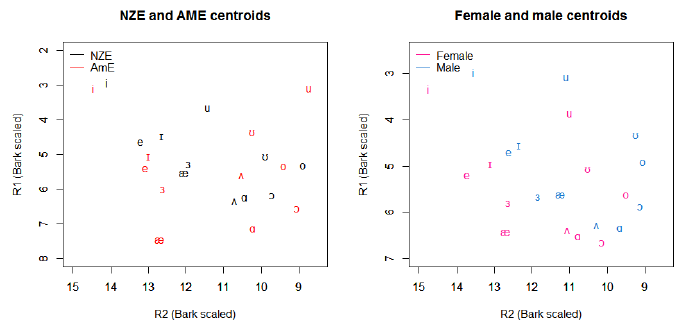 NZE and AME centroids
NZE
AmE
2
3
4
5
6
7
8
R1 (Bark scaled)
i
i
u
u
ɪ
ʊ
e
ɪ
ʊ
e
ɜ
æ
o
o
ʌ
ɜ
ʌ
ɑ
ɔ
ɔ
ɑ
æ
15
14
13
12
11
10
9
R2 (Bark scaled)
Female and male centroids
Female
Male
3
4
5
6
7
R1 (Bark scaled)
i
i
u
u
ʊ
ɪ
e
ɪ
o
e
ʊ
ɜ
æ
o
ɜ
ɔ
æ
ʌ
ʌ
ɑ
ɑ
ɔ
15
14
13
12
11
10
9
R2 (Bark scaled)